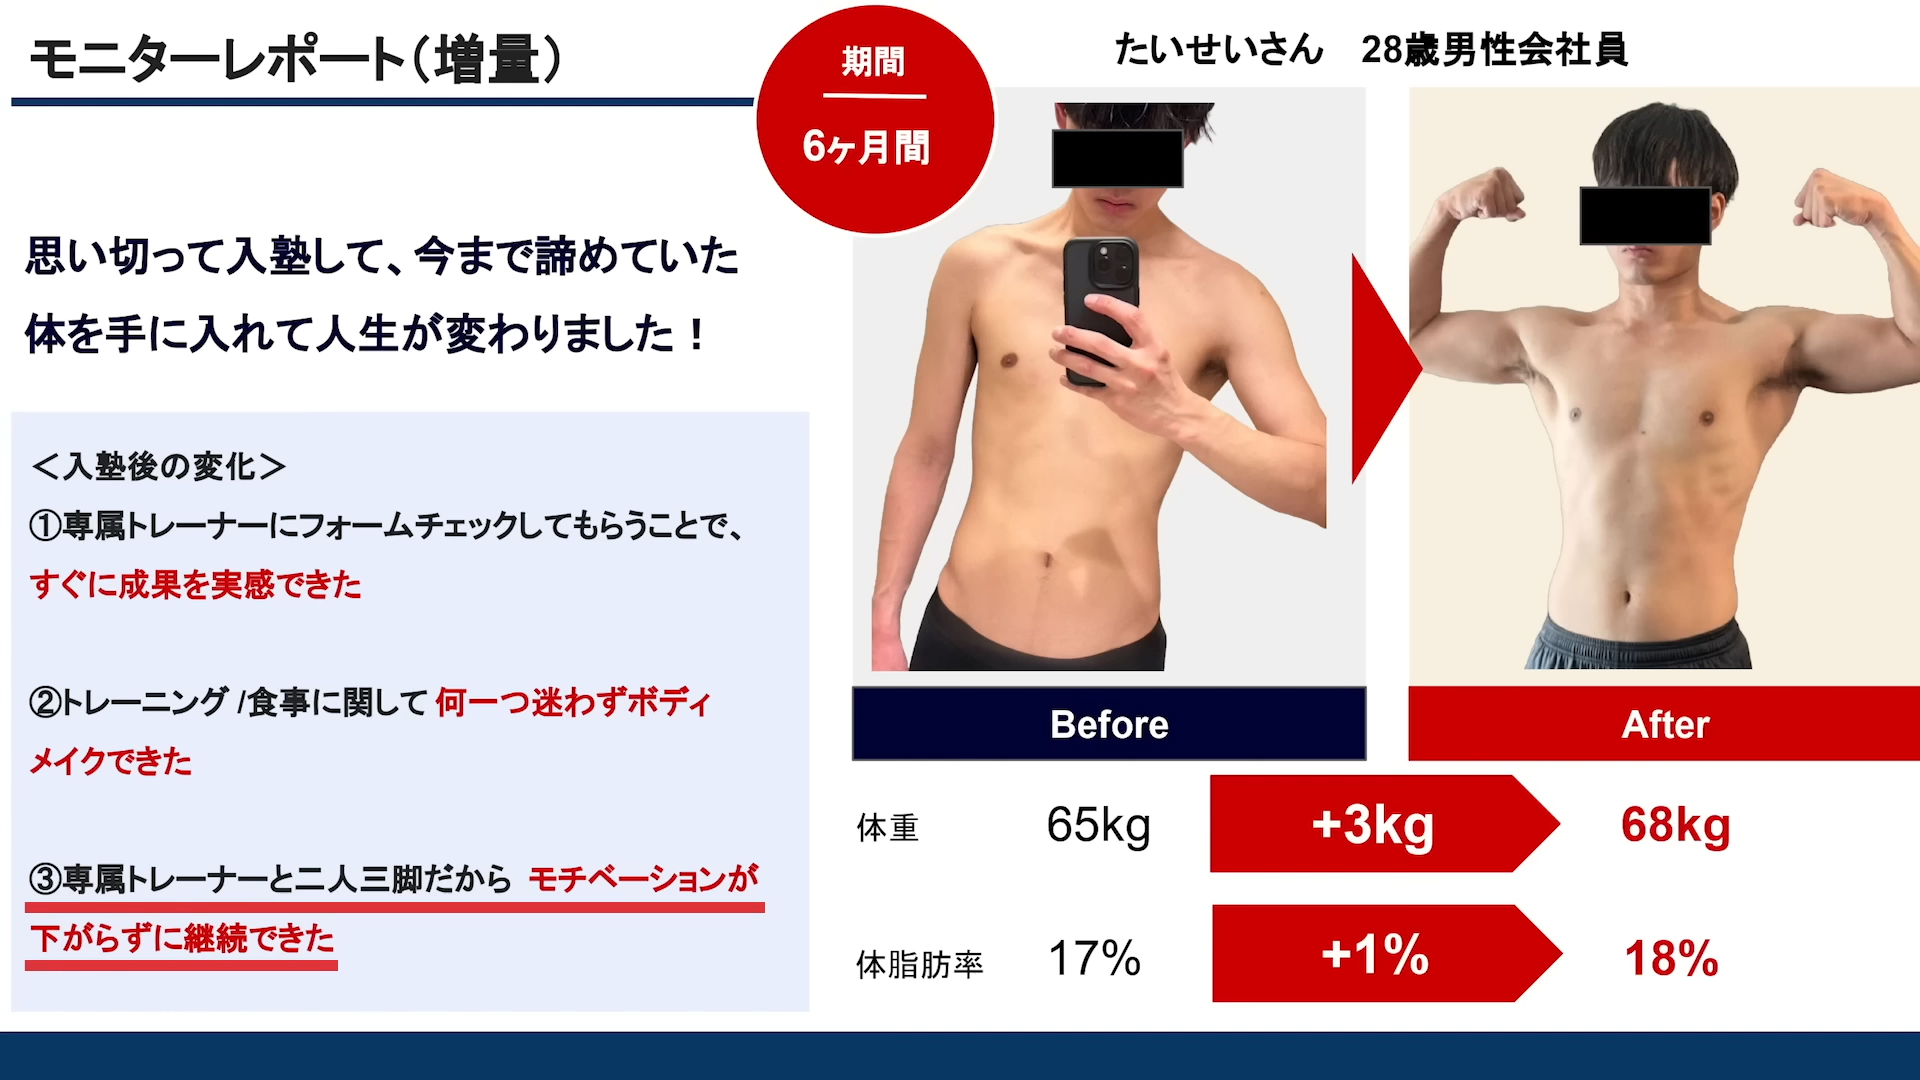 モニターレポート（増量）
期間
6ヶ月間
たいせいさん　28歳男性会社員
思い切って入塾して、今まで諦めていた
体を手に入れて人生が変わりました！
＜入塾後の変化＞
①専属トレーナーにフォームチェックしてもらうことで、
すぐに成果を実感できた
②トレーニング /食事に関して 何一つ迷わずボディ
メイクできた
③専属トレーナーと二人三脚だから モチベーションが
下がらずに継続できた
Before
After
体重 65kg +3kg 68kg
体脂肪率 17% +1% 18%